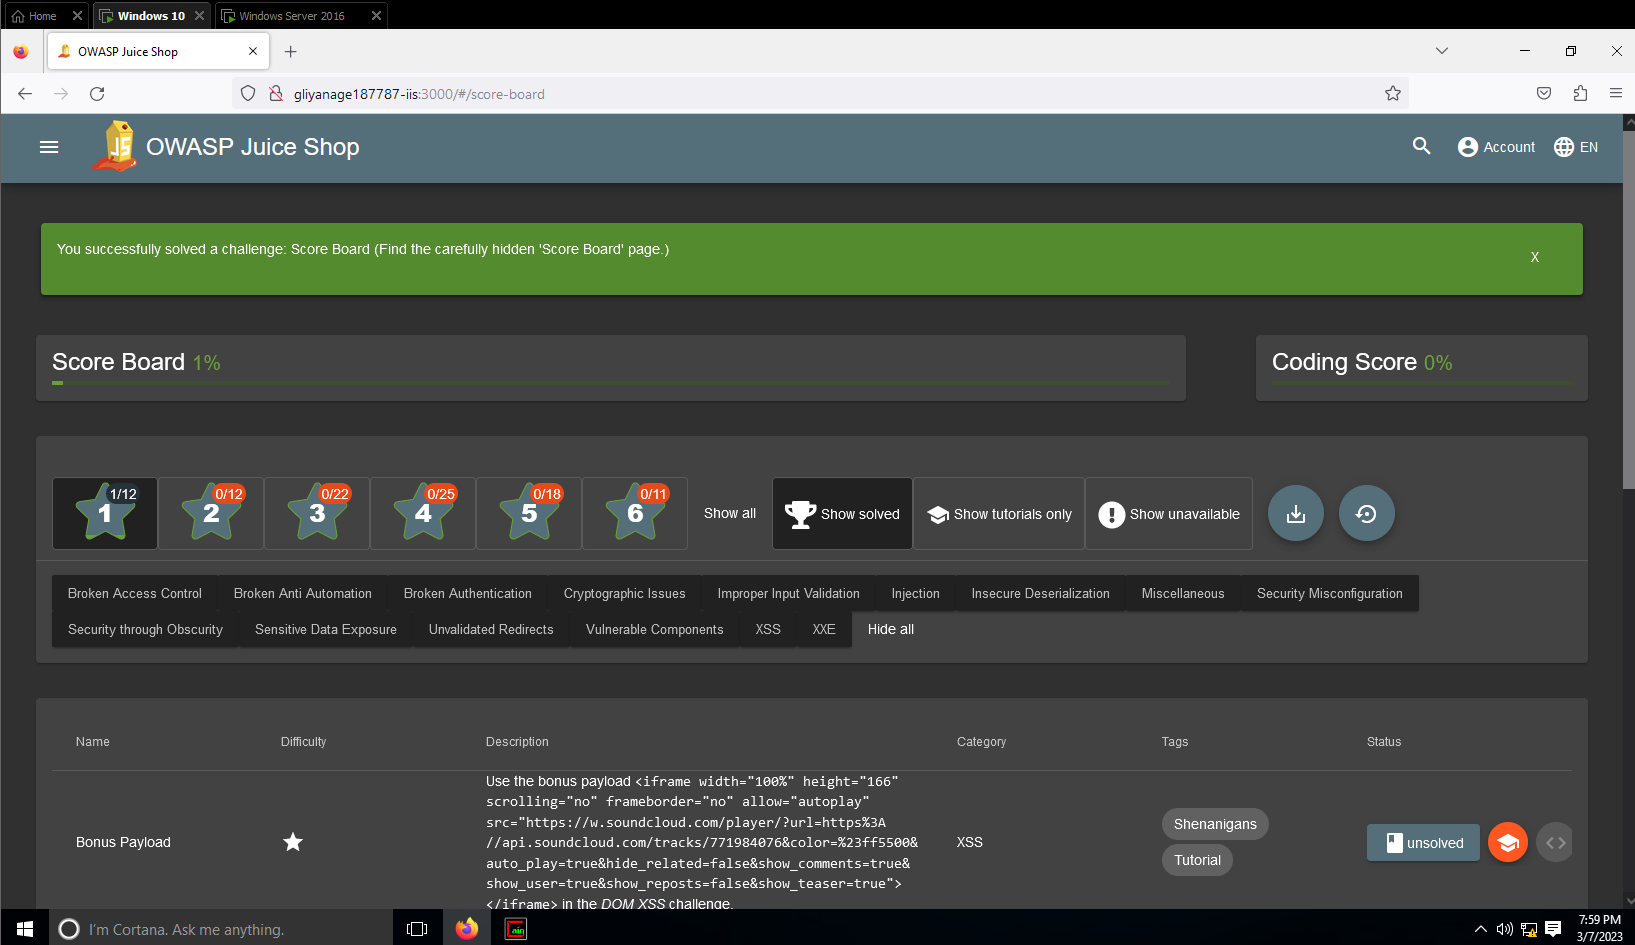 Home
Windows 10
Windows Server 2016
OWASP Juice Shop
gliyanage187787-iis:3000/#/score-board
OWASP Juice Shop
Account
EN
You successfully solved a challenge: Score Board (Find the carefully hidden 'Score Board' page.)
X
Score Board 1%
Coding Score 0%
1/12
1
0/12
2
0/22
3
0/25
4
0/18
5
0/11
6
Show all
Show solved
Show tutorials only
Show unavailable
Broken Access Control
Broken Anti Automation
Broken Authentication
Cryptographic Issues
Improper Input Validation
Injection
Insecure Deserialization
Miscellaneous
Security Misconfiguration
Security through Obscurity
Sensitive Data Exposure
Unvalidated Redirects
Vulnerable Components
XSS
XXE
Hide all
Name
Difficulty
Description
Category
Tags
Status
Bonus Payload
Use the bonus payload <iframe width="100%" height="166"
scrolling="no" frameborder="no" allow="autoplay"
src="https://w.soundcloud.com/player/?url=https%3A
//api.soundcloud.com/tracks/771984076&color=%23ff5500&
auto_play=true&hide_related=false&show_comments=true&
show_user=true&show_reposts=false&show_teaser=true">
</iframe> in the DOM XSS challenge.
XSS
Shenanigans
Tutorial
unsolved
I'm Cortana. Ask me anything.
7:59 PM
3/7/2023